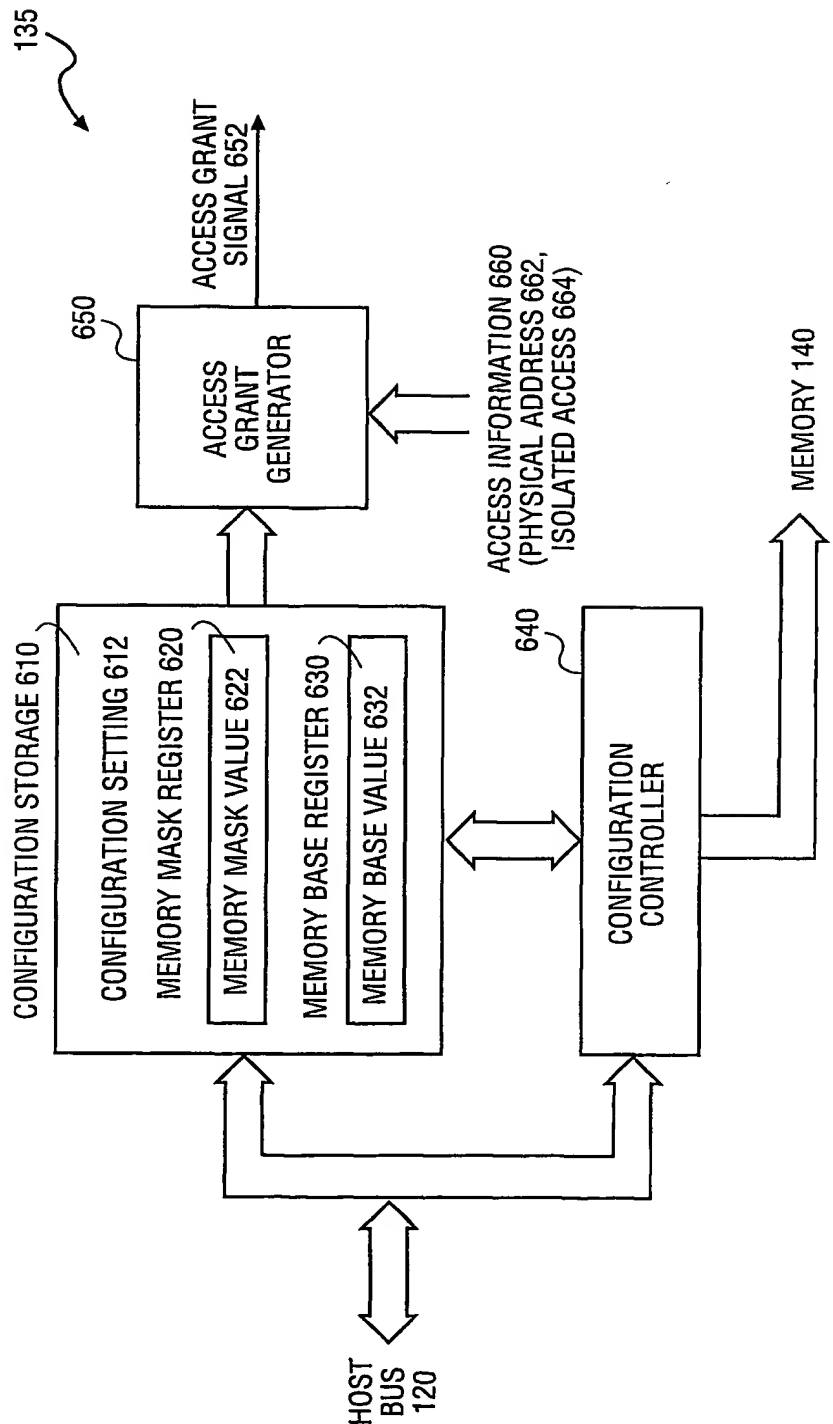 135
CONFIGURATION STORAGE 610
CONFIGURATION SETTING 612
MEMORY MASK REGISTER 620
MEMORY MASK VALUE 622
MEMORY BASE REGISTER 630
MEMORY BASE VALUE 632
650
ACCESS
GRANT
GENERATOR
ACCESS GRANT
SIGNAL 652
ACCESS INFORMATION 660
(PHYSICAL ADDRESS 662,
ISOLATED ACCESS 664)
HOST
BUS
120
640
CONFIGURATION
CONTROLLER
MEMORY 140